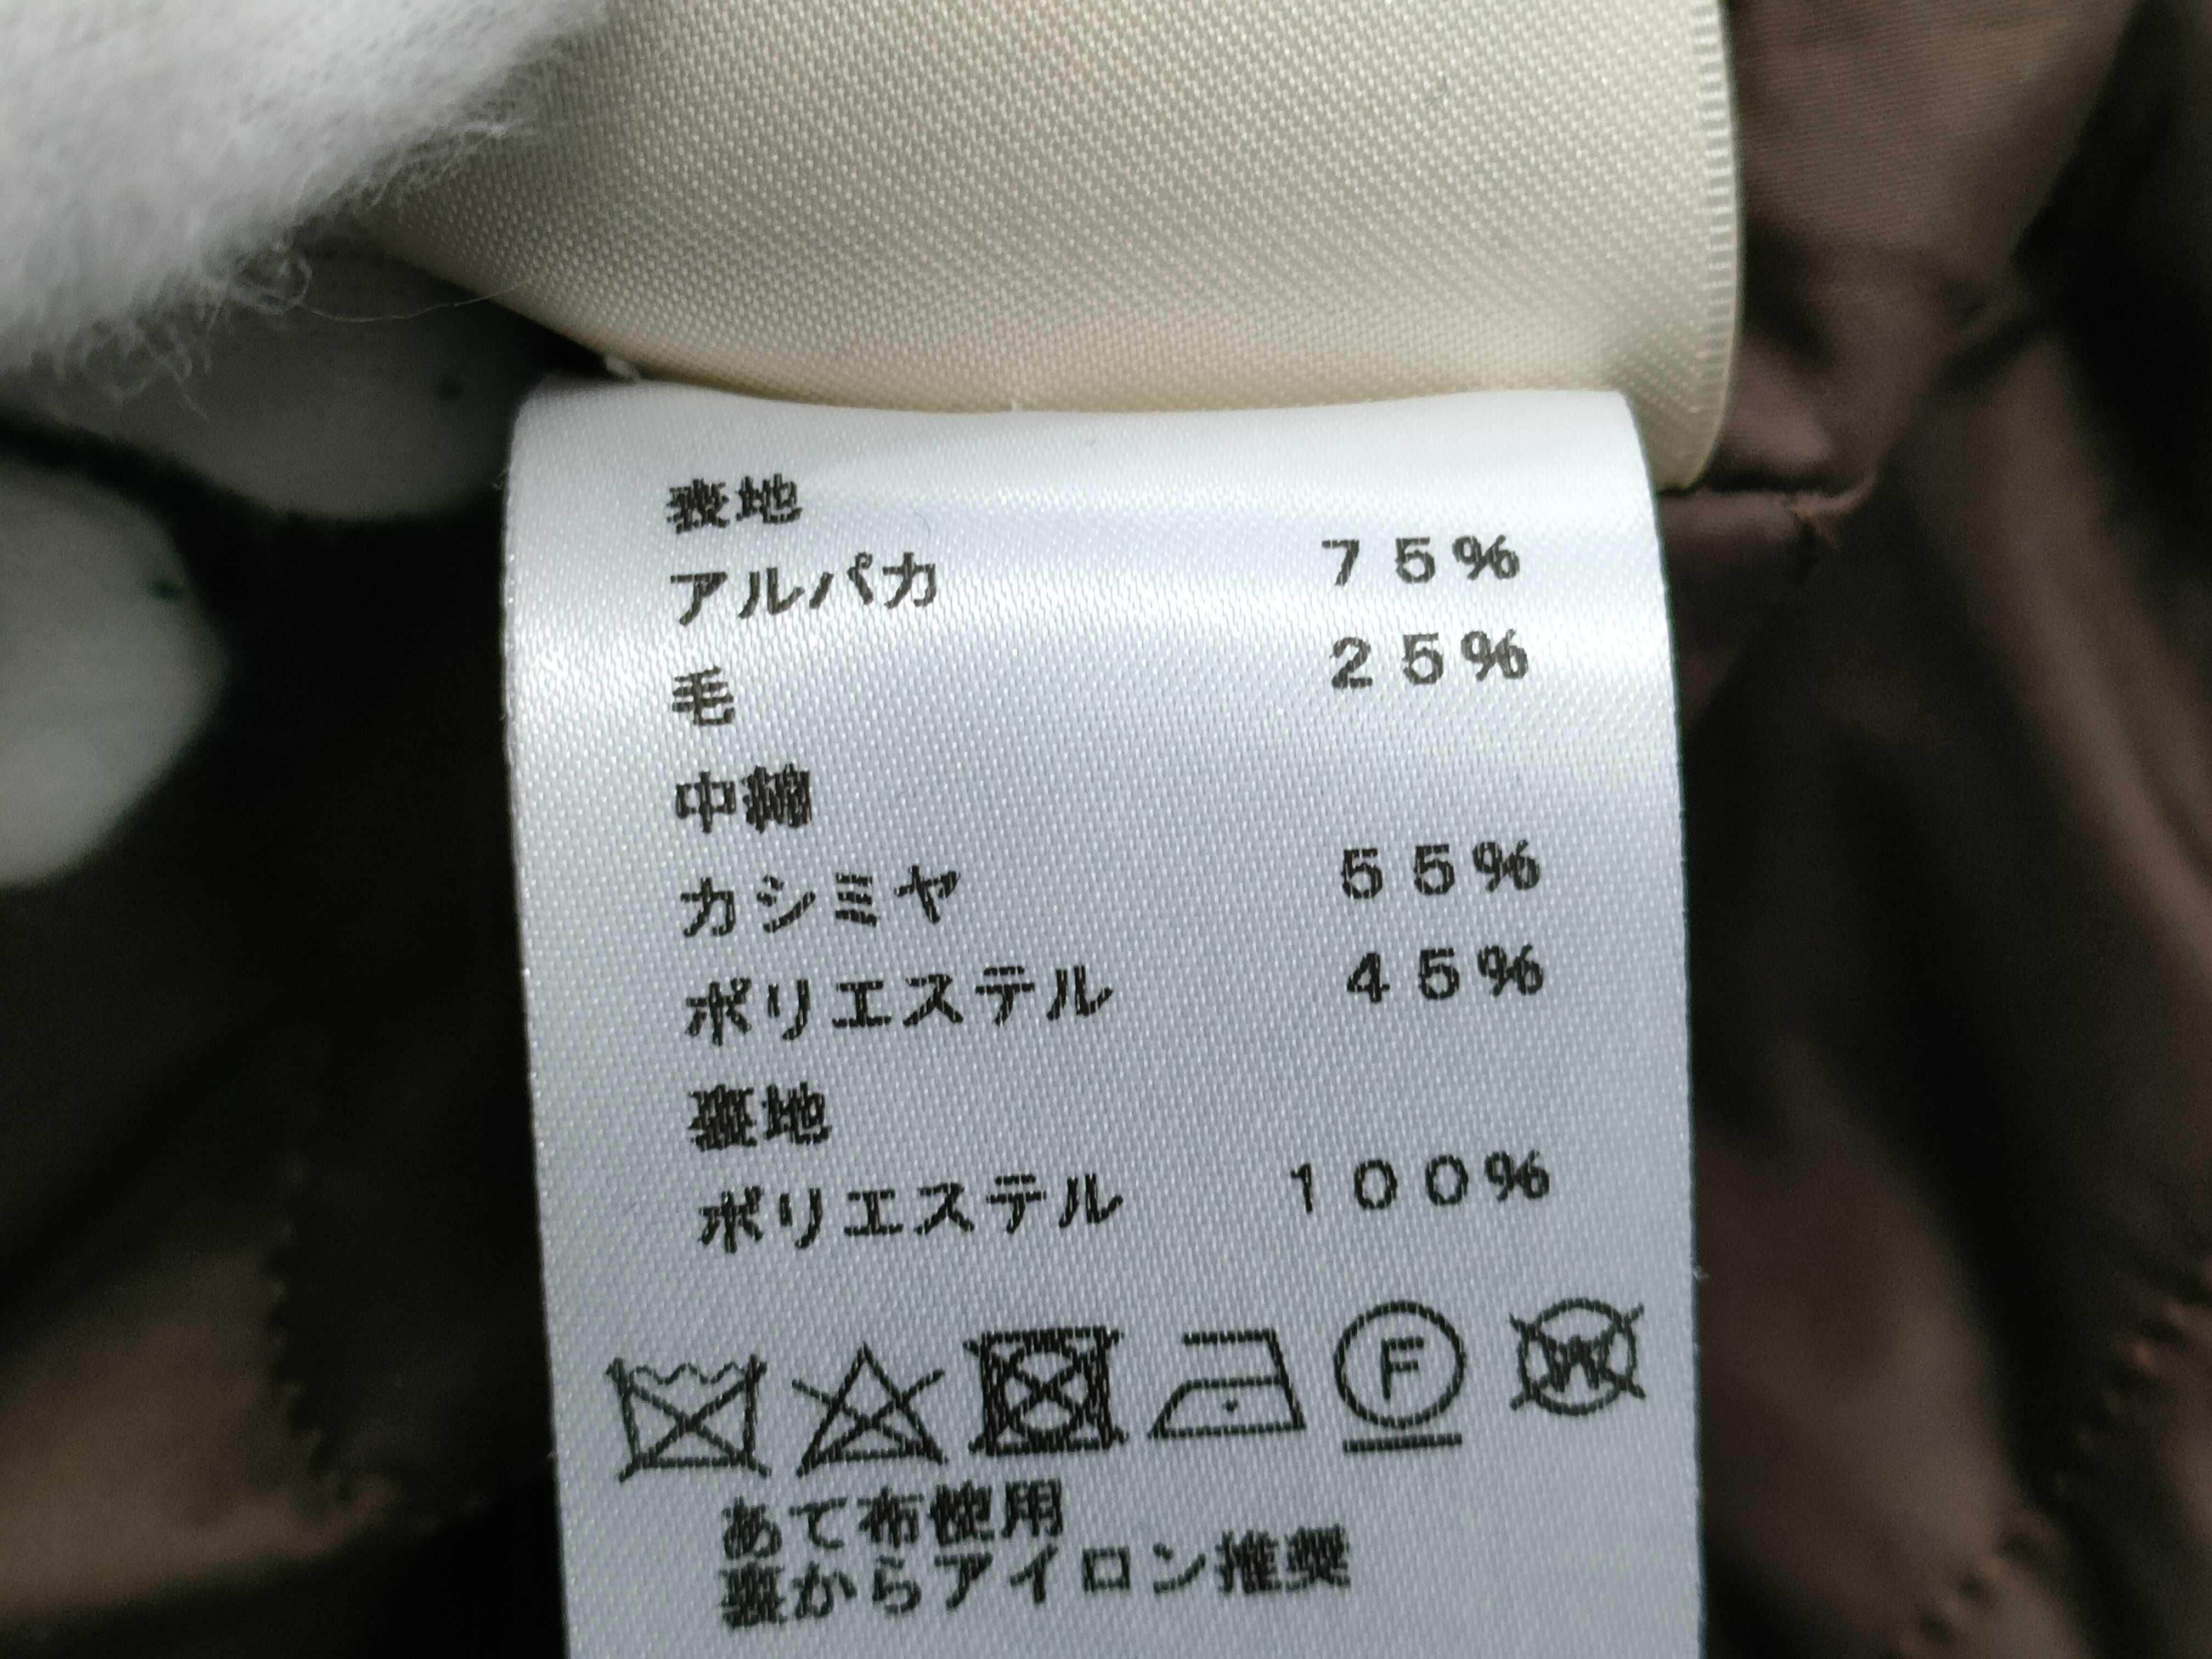 表地
アルパカ 75%
毛 25%
中綿
カシミヤ 55%
ポリエステル 45%
裏地
ポリエステル 100%
F W
あて布使用
裏からアイロン推奨